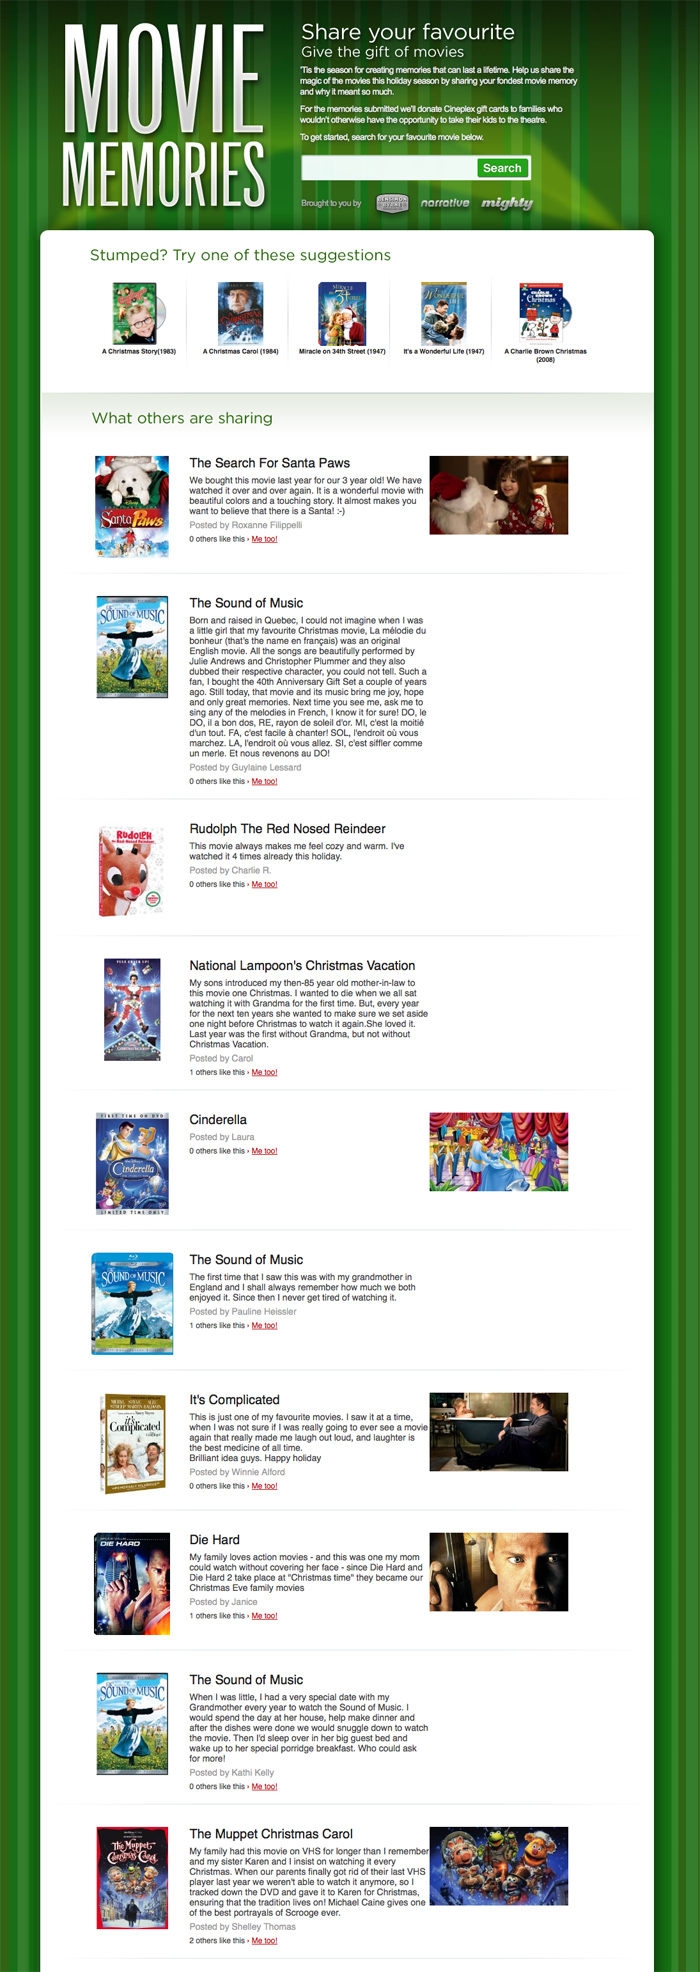 MOVIE
MEMORIES
Share your favourite
Give the gift of movies
'Tis the season for creating memories that can last a lifetime. Help us share the
magic of the movies this holiday season by sharing your fondest movie memory
and why it meant so much.
For the memories submitted we'll donate Cineplex gift cards to families who
wouldn't otherwise have the opportunity to take their kids to the theatre.
To get started, search for your favourite movie below.
Search
Brought to you by
BENSIMON
BYRNE
narrative
mighty
Stumped? Try one of these suggestions
A Christmas Story(1983)
A Christmas Carol (1984)
Miracle on 34th Street (1947)
It's a Wonderful Life (1947)
A Charlie Brown Christmas
(2008)
What others are sharing
Santa Paws
The Search For Santa Paws
We bought this movie last year for our 3 year old! We have
watched it over and over again. It is a wonderful movie with
beautiful colors and a touching story. It almost makes you
want to believe that there is a Santa! :-)
Posted by Roxanne Filippelli
0 others like this › Me too!
SOUND OF MUSIC
The Sound of Music
Born and raised in Quebec, I could not imagine when I was
a little girl that my favourite Christmas movie, La mélodie du
bonheur (that's the name en français) was an original
English movie. All the songs are beautifully performed by
Julie Andrews and Christopher Plummer and they also
dubbed their respective character, you could not tell. Such a
fan, I bought the 40th Anniversary Gift Set a couple of years
ago. Still today, that movie and its music bring me joy, hope
and only great memories. Next time you see me, ask me to
sing any of the melodies in French, I know it for sure! DO, le
DO, il a bon dos, RE, rayon de soleil d'or. MI, c'est la moitié
d'un tout. FA, c'est facile à chanter! SOL, l'endroit où vous
marchez. LA, l'endroit où vous allez. SI, c'est siffler comme
un merle. Et nous revenons au DO!
Posted by Guylaine Lessard
0 others like this › Me too!
RUDOLPH
Rudolph The Red Nosed Reindeer
This movie always makes me feel cozy and warm. I've
watched it 4 times already this holiday.
Posted by Charlie R.
0 others like this › Me too!
National Lampoon's Christmas Vacation
My sons introduced my then-85 year old mother-in-law to
this movie one Christmas. I wanted to die when we all sat
watching it with Grandma for the first time. But, every year
for the next ten years she wanted to make sure we set aside
one night before Christmas to watch it again.She loved it.
Last year was the first without Grandma, but not without
Christmas Vacation.
Posted by Carol
1 others like this › Me too!
FIRST TIME ON DVD
Cinderella
LIMITED TIME ONLY
Cinderella
Posted by Laura
0 others like this › Me too!
SOUND OF MUSIC
The Sound of Music
The first time that I saw this was with my grandmother in
England and I shall always remember how much we both
enjoyed it. Since then I never get tired of watching it.
Posted by Pauline Heissler
1 others like this › Me too!
it's
Complicated
It's Complicated
This is just one of my favourite movies. I saw it at a time,
when I was not sure if I was really going to ever see a movie
again that really made me laugh out loud, and laughter is
the best medicine of all time.
Brilliant idea guys. Happy holiday
Posted by Winnie Alford
0 others like this › Me too!
DIE HARD
Die Hard
My family loves action movies - and this was one my mom
could watch without covering her face - since Die Hard and
Die Hard 2 take place at "Christmas time" they became our
Christmas Eve family movies
Posted by Janice
1 others like this › Me too!
SOUND OF MUSIC
The Sound of Music
When I was little, I had a very special date with my
Grandmother every year to watch the Sound of Music. I
would spend the day at her house, help make dinner and
after the dishes were done we would snuggle down to watch
the movie. Then I'd sleep over in her big guest bed and
wake up to her special porridge breakfast. Who could ask
for more!
Posted by Kathi Kelly
0 others like this › Me too!
The Muppet
Christmas Carol
The Muppet Christmas Carol
My family had this movie on VHS for longer than I remember
and my sister Karen and I insist on watching it every
Christmas. When our parents finally got rid of their last VHS
player last year we weren't able to watch it anymore, so I
tracked down the DVD and gave it to Karen for Christmas,
ensuring that the tradition lives on! Michael Caine gives one
of the best portrayals of Scrooge ever.
Posted by Shelley Thomas
2 others like this › Me too!